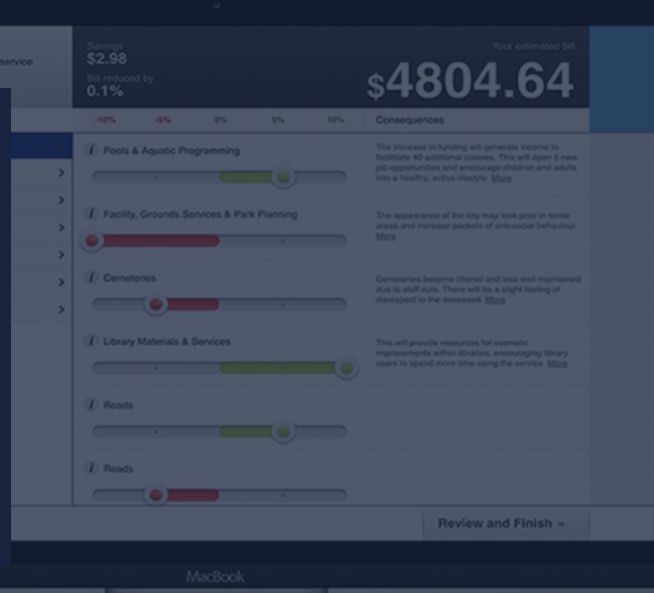 service
Savings
$2.98
Bill reduced by
0.1%
Your estimated bill
$4804.64
-10% -5% 0% 5% 10% Consequences
i Pools & Aquatic Programming
The increase in funding will generate income to
facilitate 49 additional classes. This will open 5 new
job opportunities and encourage children and adults
into a healthy, active lifestyle. More
i Facility, Grounds Services & Park Planning
The appearance of the city may look poor in some
areas and increase pockets of anti-social behaviour.
More
i Cemeteries
Cemeteries become littered and less well maintained
due to staff cuts. There will be a slight feeling of
disrespect to the deceased. More
i Library Materials & Services
This will provide resources for cosmetic
improvements within libraries, encouraging library
users to spend more time using the service. More
i Roads
i Roads
Review and Finish »
MacBook